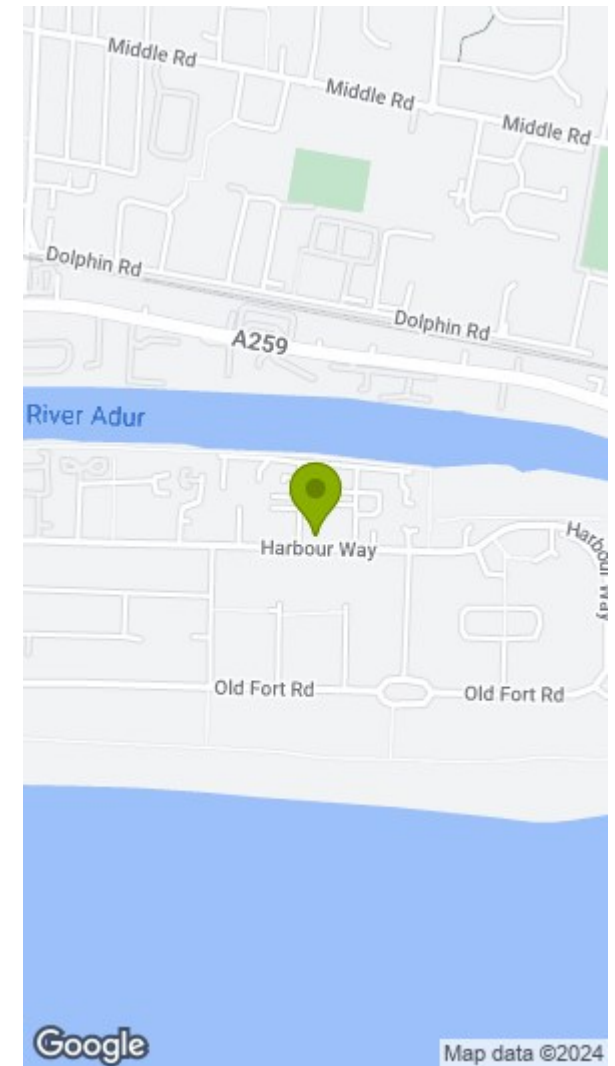 Middle Rd
Middle Rd
Middle Rd
Dolphin Rd
Dolphin Rd
A259
River Adur
Harbour Way
Harbour Way
Old Fort Rd
Old Fort Rd
Google
Map data ©2024